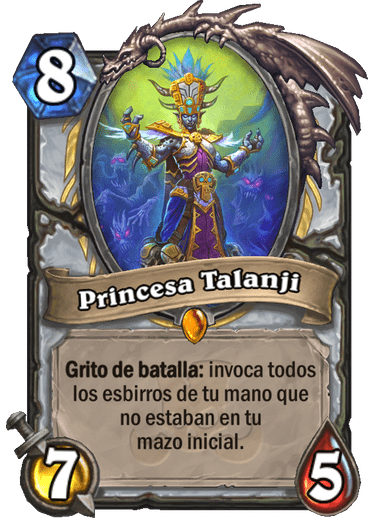 8
Princesa Talanji
Grito de batalla: invoca todos
los esbirros de tu mano que
no estaban en tu
mazo inicial.
7
5